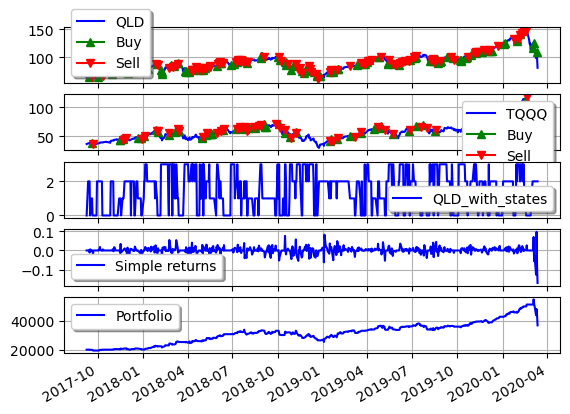 150
100
QLD
Buy
Sell
100
50
TQQQ
Buy
Sell
2
0
QLD_with_states
0.1
0.0
−0.1
Simple returns
40000
20000
Portfolio
2017-10 2018-01 2018-04 2018-07 2018-10 2019-01 2019-04 2019-07 2019-10 2020-01 2020-04